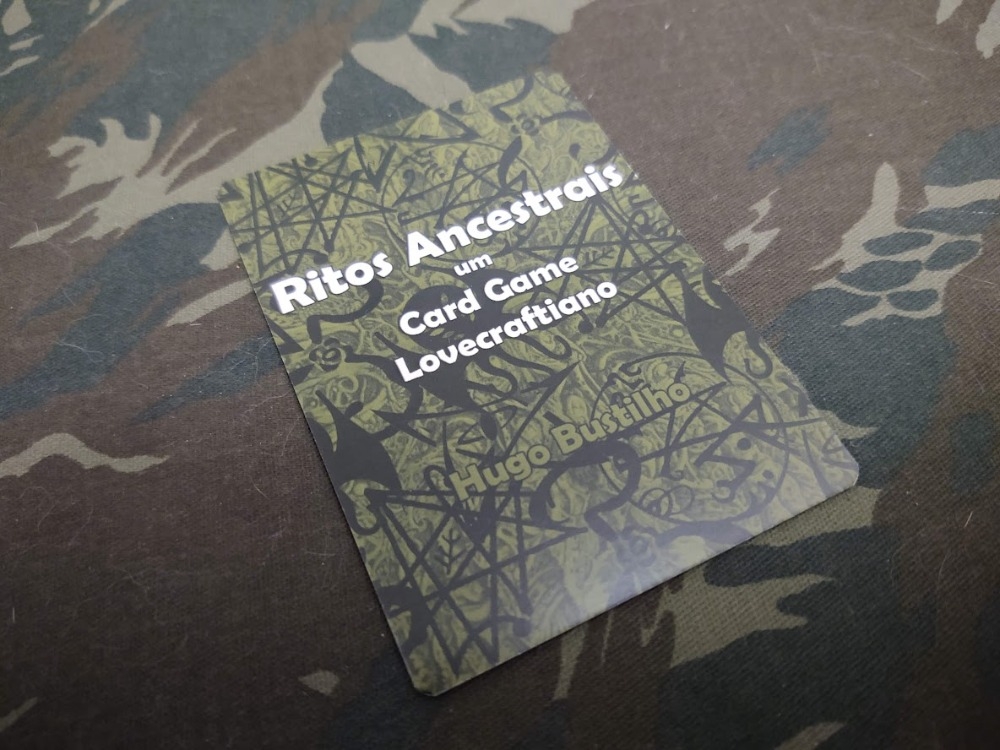 Ritos Ancestrais
um
Card Game
Lovecraftiano
Hugo Bustilho